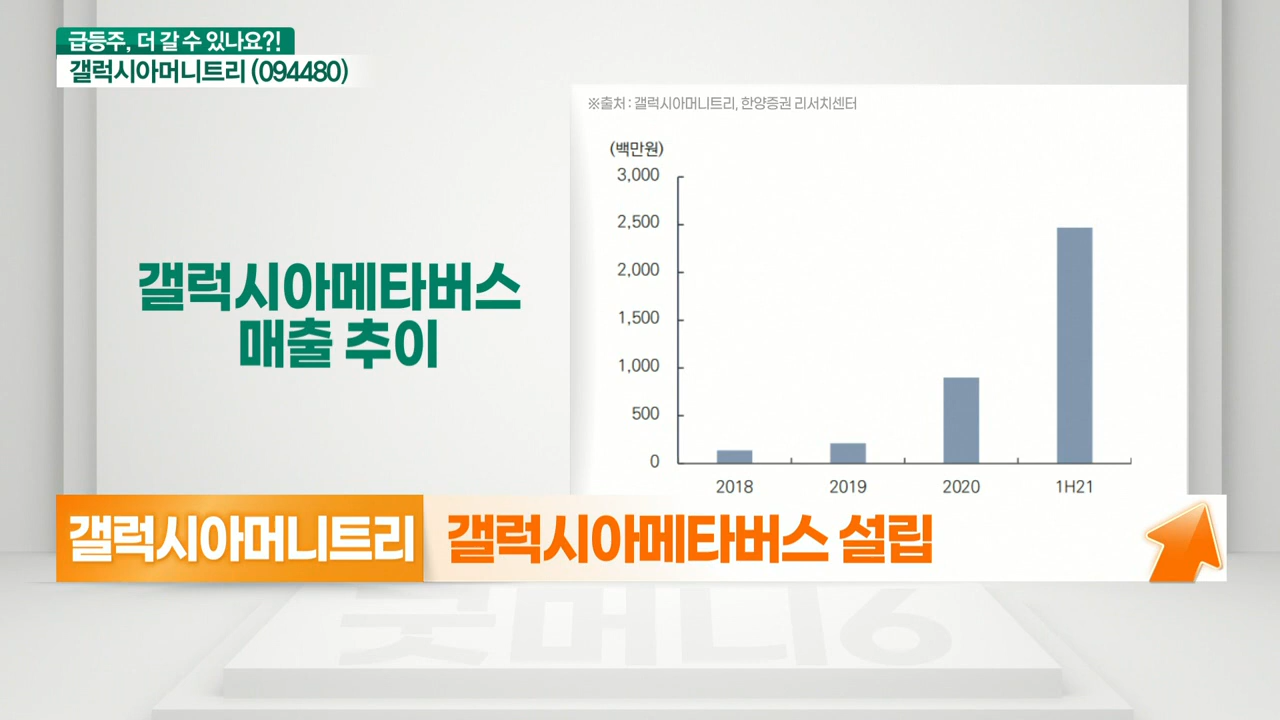 급등주, 더 갈 수 있나요?!
갤럭시아머니트리 (094480)
※출처 : 갤럭시아머니트리, 한양증권 리서치센터
(백만원)
3,000
2,500
2,000
1,500
1,000
500
0
2018 2019 2020 1H21
갤럭시아메타버스
매출 추이
갤럭시아머니트리 갤럭시아메타버스 설립
굿머니6